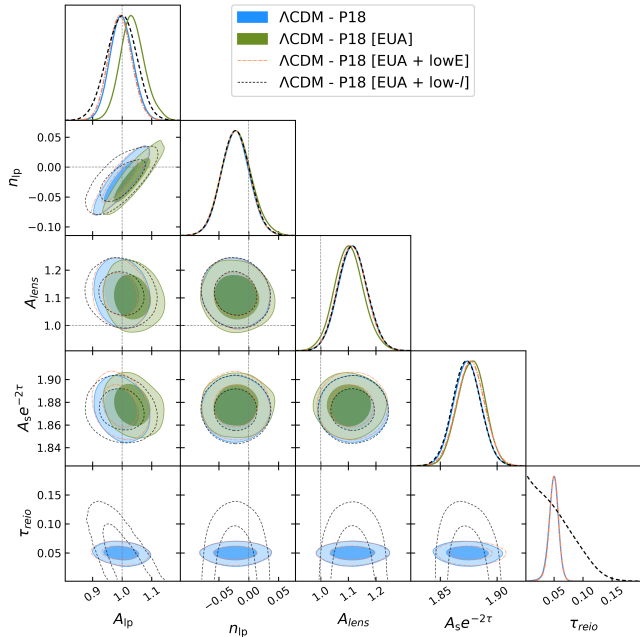 ΛCDM - P18
ΛCDM - P18 [EUA]
ΛCDM - P18 [EUA + lowE]
ΛCDM - P18 [EUA + low-l]
0.05
0.00
−0.05
−0.10
n_lp
1.2
1.1
1.0
A_lens
1.90
1.88
1.86
1.84
A_s e^{−2τ}
0.15
0.10
0.05
τ_reio
0.9 1.0 1.1
−0.05 0.00 0.05
1.0 1.1 1.2
1.85 1.90
0.05 0.15
A_lp n_lp A_lens A_s e^{−2τ} τ_reio